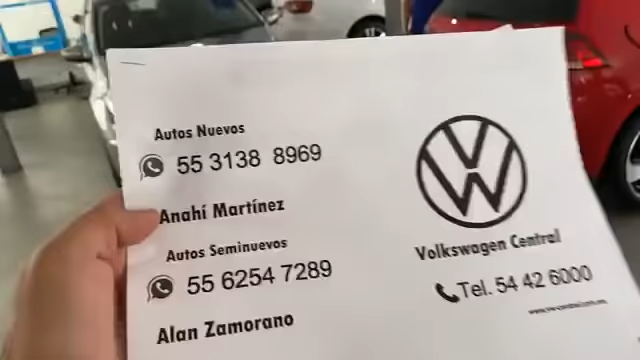 Autos Nuevos
55 3138 8969
Anahí Martínez
Autos Seminuevos
55 6254 7289
Alan Zamorano
Volkswagen Central
Tel. 54 42 6000